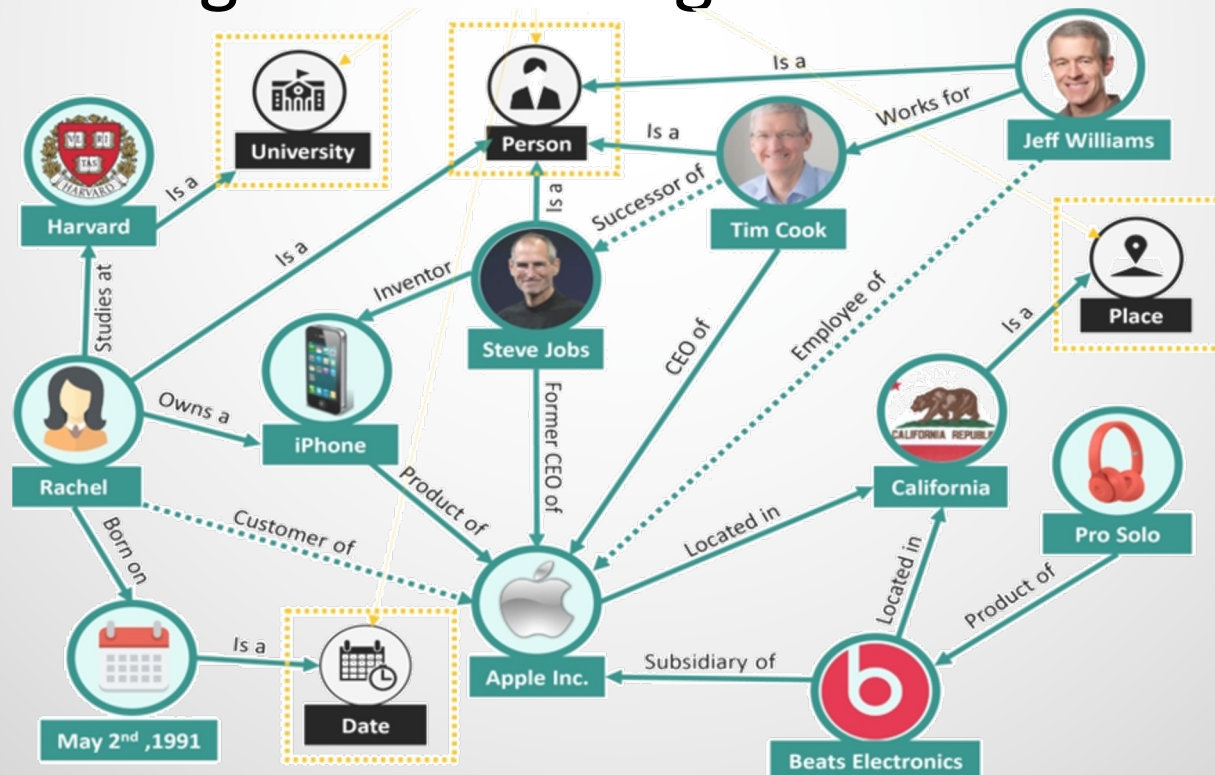 Is a
Works for
Jeff Williams
University
Person
Is a
Is a
HARVARD
Harvard
Is a
Successor of
Tim Cook
Is a
Inventor
Studies at
Steve Jobs
CEO of
Employee of
Is a
Place
Owns a
iPhone
Former CEO of
CALIFORNIA REPUBL
California
Rachel
Product of
Pro Solo
Born on
Customer of
Located in
Located in
Product of
Is a
Apple Inc.
Subsidiary of
b
Date
May 2nd ,1991
Beats Electronics